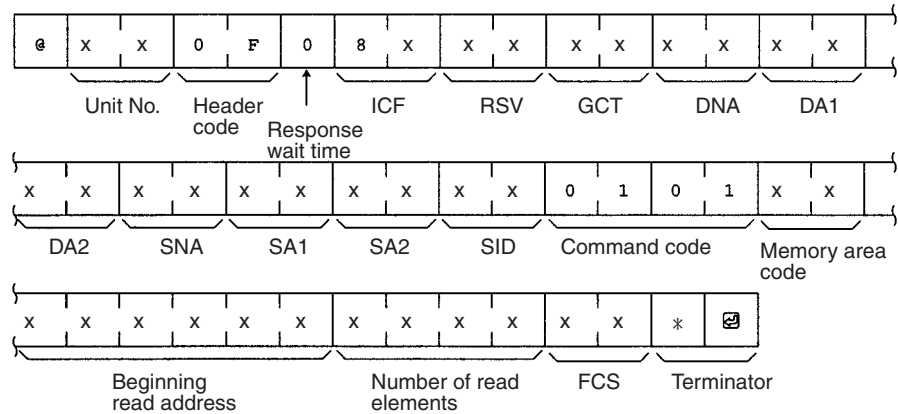 @ x x 0 F 0 8 x x x x x x x x x
Unit No. Header code Response wait time ICF RSV GCT DNA DA1
x x x x x x x x x x 0 1 0 1 x x
DA2 SNA SA1 SA2 SID Command code Memory area code
x x x x x x x x x x x x * ↵
Beginning read address Number of read elements FCS Terminator